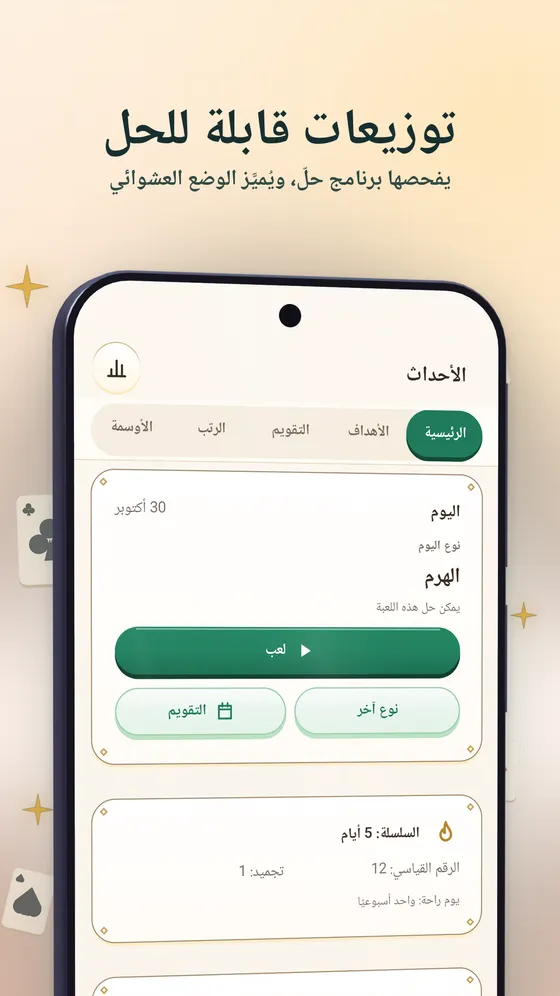 توزيعات قابلة للحل
يفحصها برنامج حلّ، ويُميَّز الوضع العشوائي
الأحداث
الرئيسية الأهداف التقويم الرتب الأوسمة
اليوم 30 أكتوبر
نوع اليوم
الهرم
يمكن حل هذه اللعبة
لعب
نوع آخر التقويم
السلسلة: 5 أيام
الرقم القياسي: 12 تجميد: 1
يوم راحة: واحد أسبوعيًا